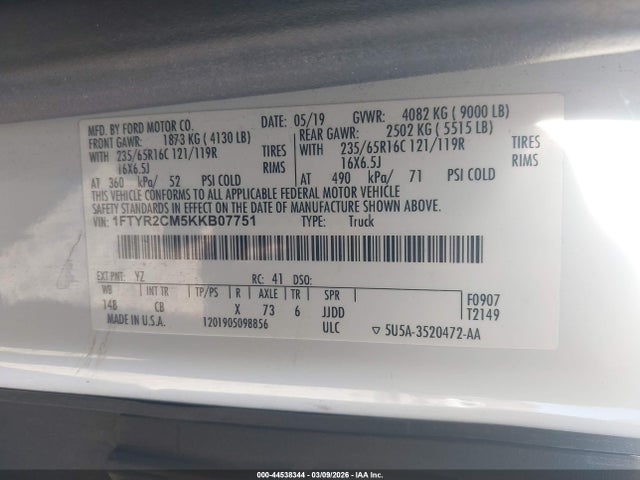 MFD. BY FORD MOTOR CO.
DATE: 05/19 GVWR: 4082 KG ( 9000 LB)
FRONT GAWR: 1873 KG ( 4130 LB)
REAR GAWR: 2502 KG ( 5515 LB)
WITH 235/65R16C 121/119R TIRES
WITH 235/65R16C 121/119R TIRES
16X6.5J RIMS
16X6.5J RIMS
AT 360 kPa/ 52 PSI COLD
AT 490 kPa/ 71 PSI COLD
THIS VEHICLE CONFORMS TO ALL APPLICABLE FEDERAL MOTOR VEHICLE
SAFETY STANDARDS IN EFFECT ON THE DATE OF MANUFACTURE SHOWN ABOVE.
VIN: 1FTYR2CM5KKB07751 TYPE: Truck
EXT PNT: YZ RC: 41 DSO:
WB INT TR TP/PS R AXLE TR SPR
148 CB X 73 6 JJDD
F0907
T2149
MADE IN U.S.A. 1201905098856 ULC ▽ 5U5A-3520472-AA
000-44538344 | 03/09/2026 | IAA Inc.